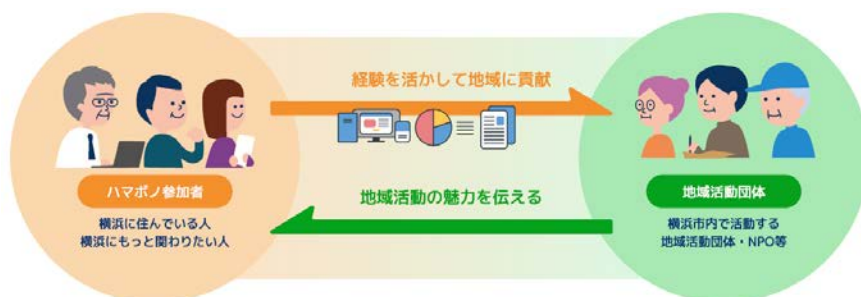 経験を活かして地域に貢献
ハマボノ参加者
横浜に住んでいる人
横浜にもっと関わりたい人
地域活動の魅力を伝える
地域活動団体
横浜市内で活動する
地域活動団体・NPO等